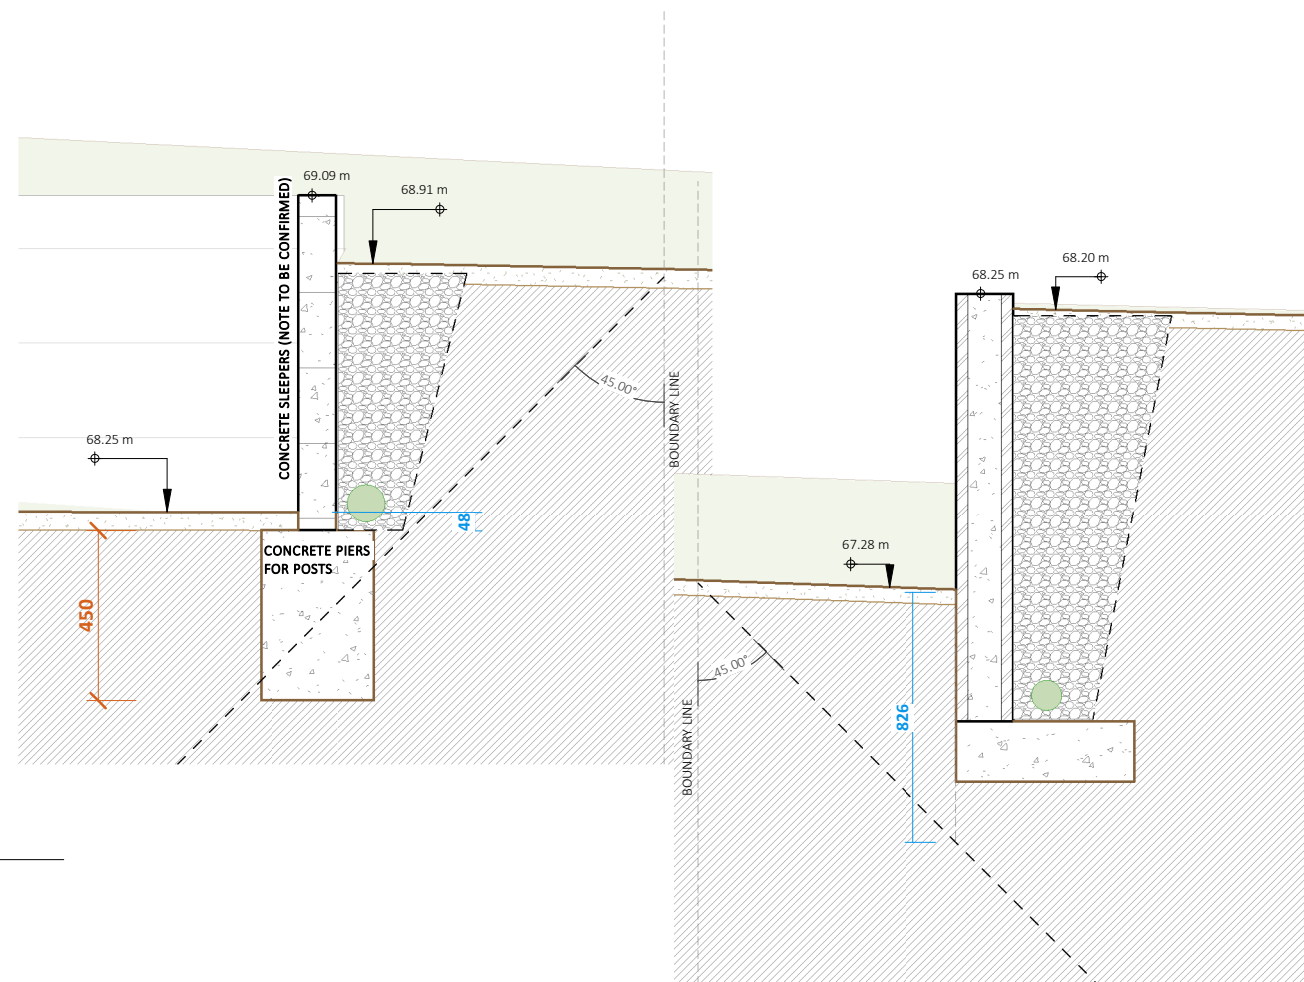 69.09 m
68.91 m
CONCRETE SLEEPERS (NOTE TO BE CONFIRMED)
45.00°
BOUNDARY LINE
68.25 m
48
CONCRETE PIERS
FOR POSTS
450
68.25 m
68.20 m
67.28 m
45.00°
BOUNDARY LINE
826